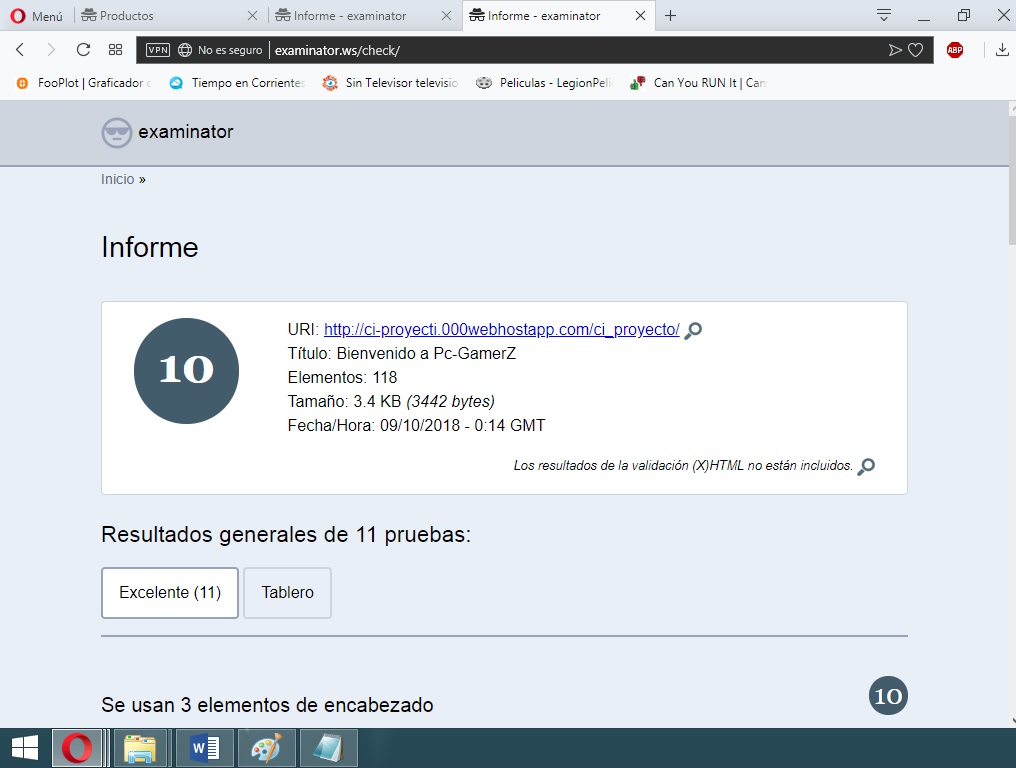 Menú
Productos
Informe - examinator
Informe - examinator
VPN
No es seguro
examinator.ws/check/
ABP
FooPlot | Graficador
Tiempo en Corrientes
Sin Televisor televisio
Peliculas - LegionPeli
Can You RUN It | Can
examinator
Inicio »
Informe
10
URI: http://ci-proyecti.000webhostapp.com/ci_proyecto/
Título: Bienvenido a Pc-GamerZ
Elementos: 118
Tamaño: 3.4 KB (3442 bytes)
Fecha/Hora: 09/10/2018 - 0:14 GMT
Los resultados de la validación (X)HTML no están incluidos.
Resultados generales de 11 pruebas:
Excelente (11)
Tablero
Se usan 3 elementos de encabezado
10